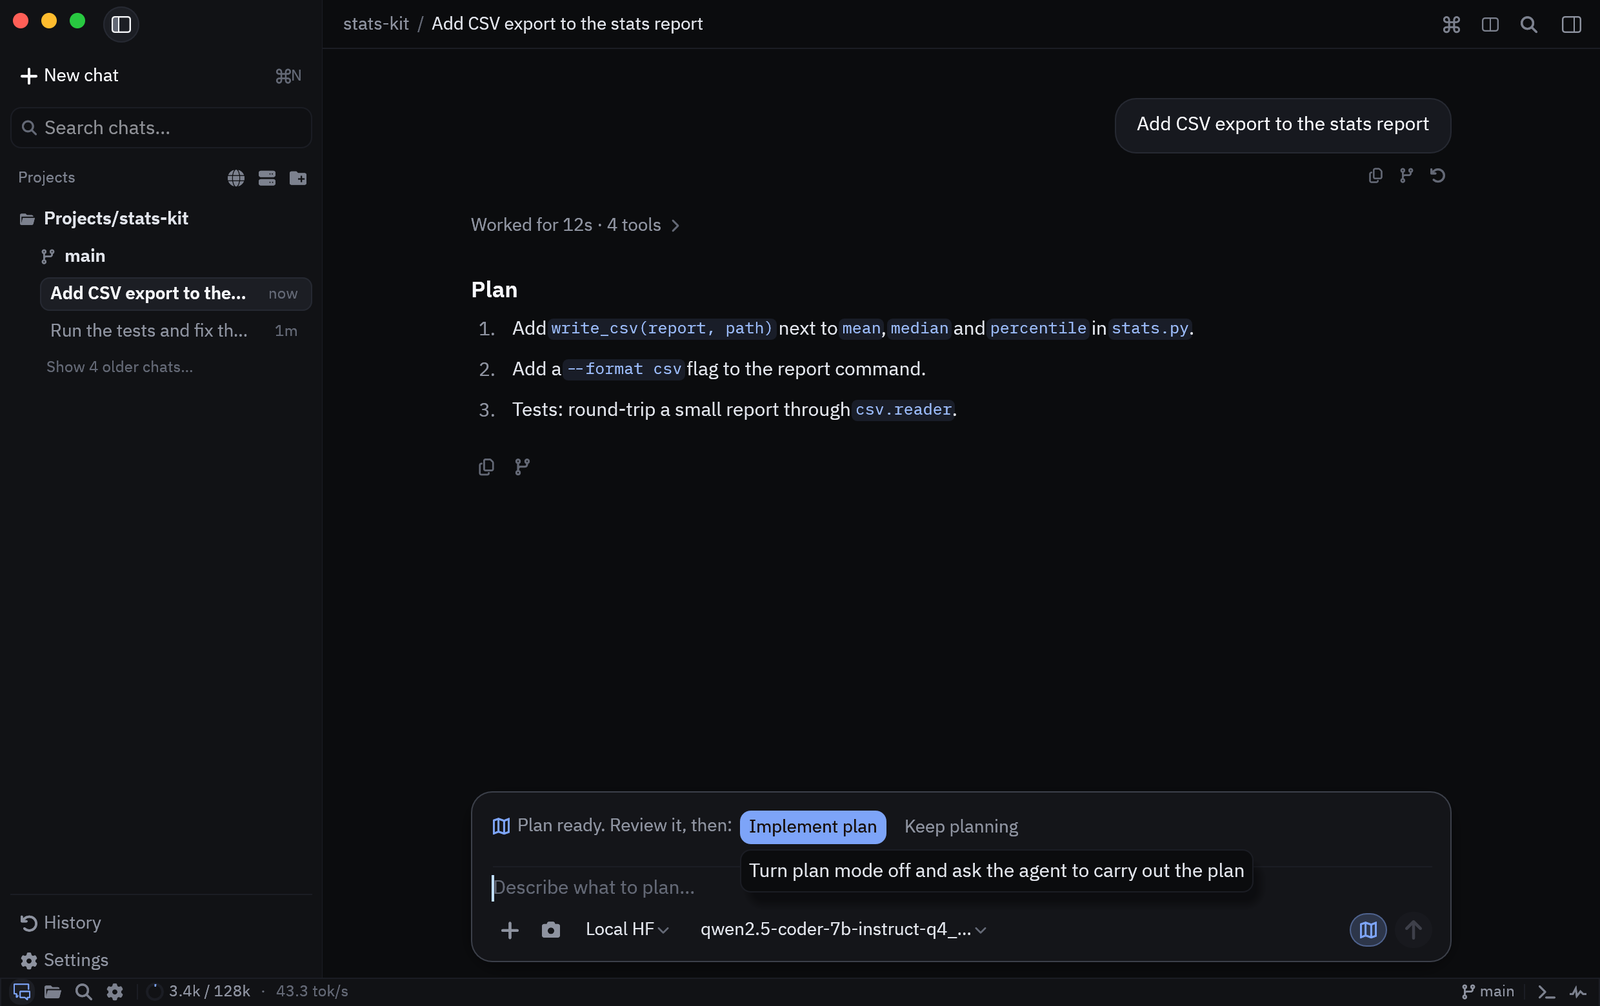 stats-kit / Add CSV export to the stats report
New chat ⌘N
Search chats...
Projects
Projects/stats-kit
main
Add CSV export to the... now
Run the tests and fix th... 1m
Show 4 older chats...
History
Settings
Add CSV export to the stats report
Worked for 12s · 4 tools
Plan
1. Add write_csv(report, path) next to mean, median and percentile in stats.py.
2. Add a --format csv flag to the report command.
3. Tests: round-trip a small report through csv.reader.
Plan ready. Review it, then: Implement plan Keep planning
Turn plan mode off and ask the agent to carry out the plan
Describe what to plan...
Local HF qwen2.5-coder-7b-instruct-q4_...
3.4k / 128k · 43.3 tok/s
main